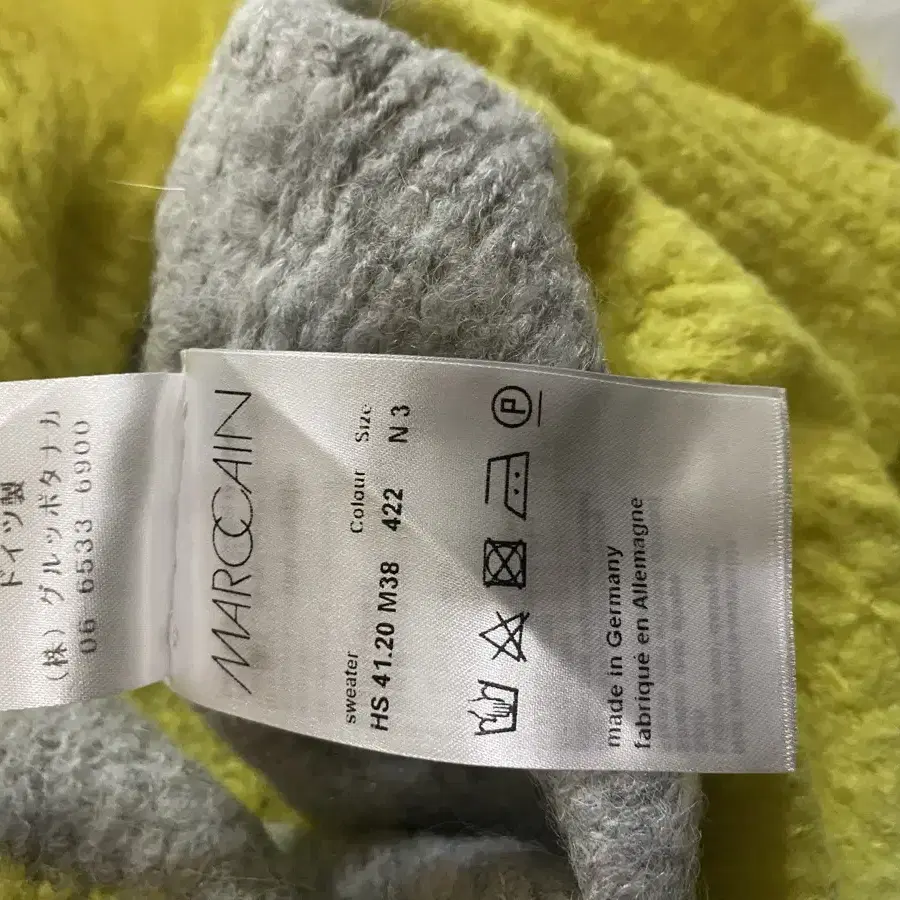 ドイツ製
(株) グルッポタナカ
06 6533 6900
MARCCAIN
sweater Colour Size
HS 41.20 M38 422 N 3
P
made in Germany
fabriqué en Allemagne